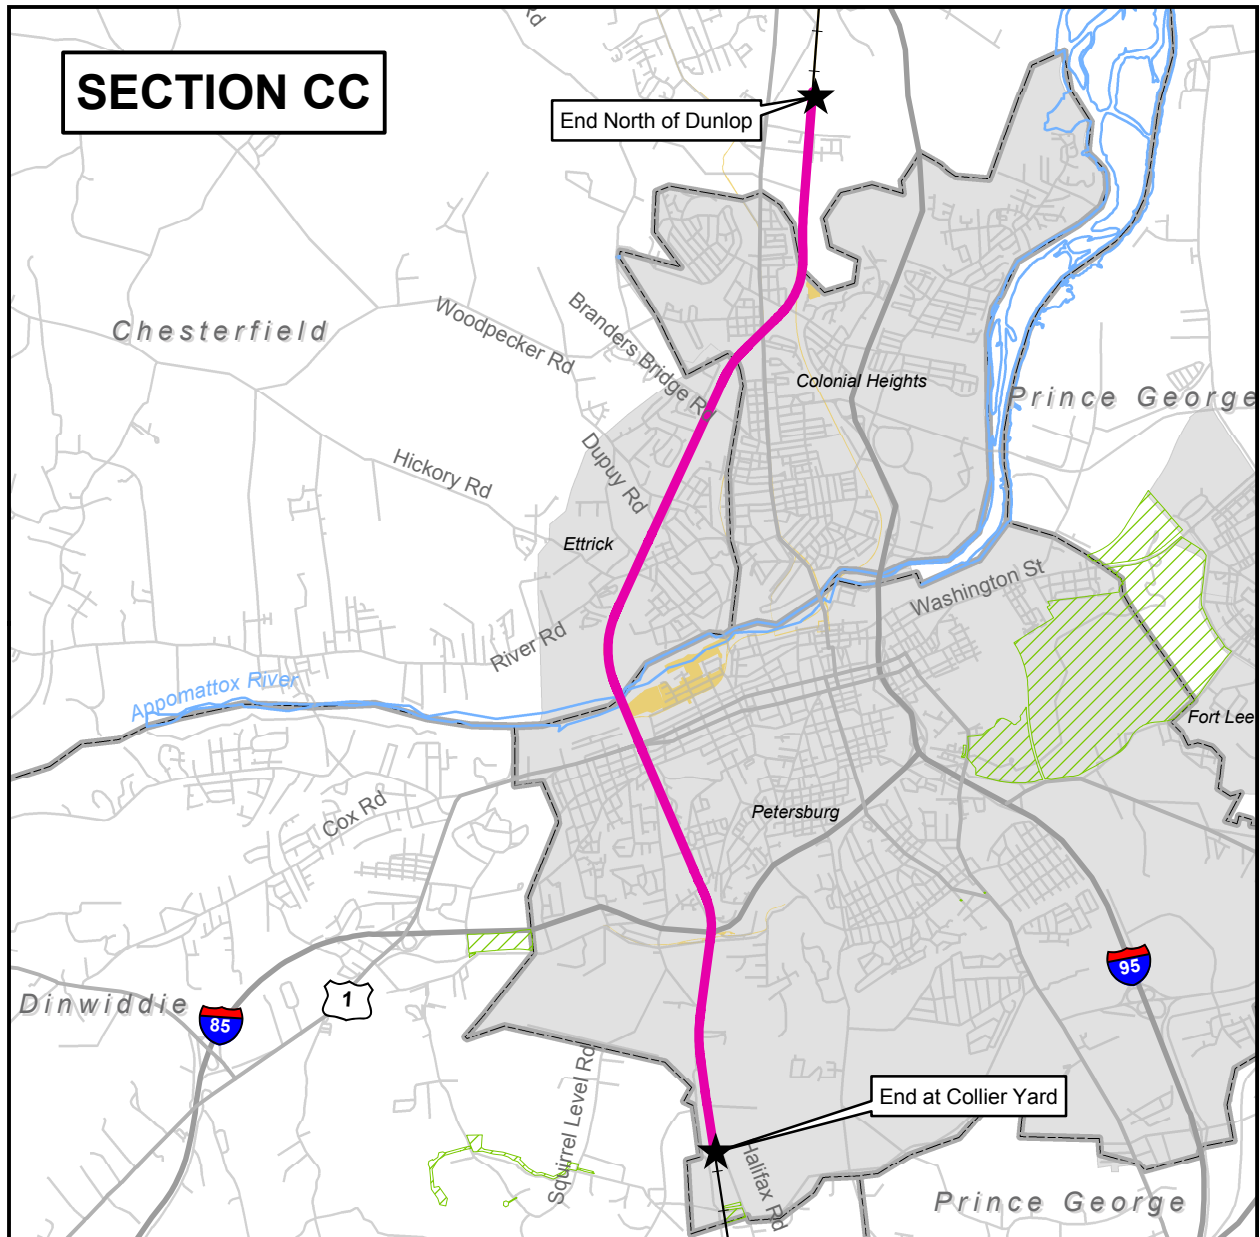 Rd
SECTION CC
End North of Dunlop
Woodpecker Rd
Branders Bridge Rd
Chesterfield
Colonial Heights
Prince George
Hickory Rd
Dupuy Rd
Ettrick
Washington St
River Rd
Appomattox River
Fort Lee
Cox Rd
Petersburg
95
Dinwiddie
1
85
Squirrel Level Rd
End at Collier Yard
Halifax Rd
Prince George